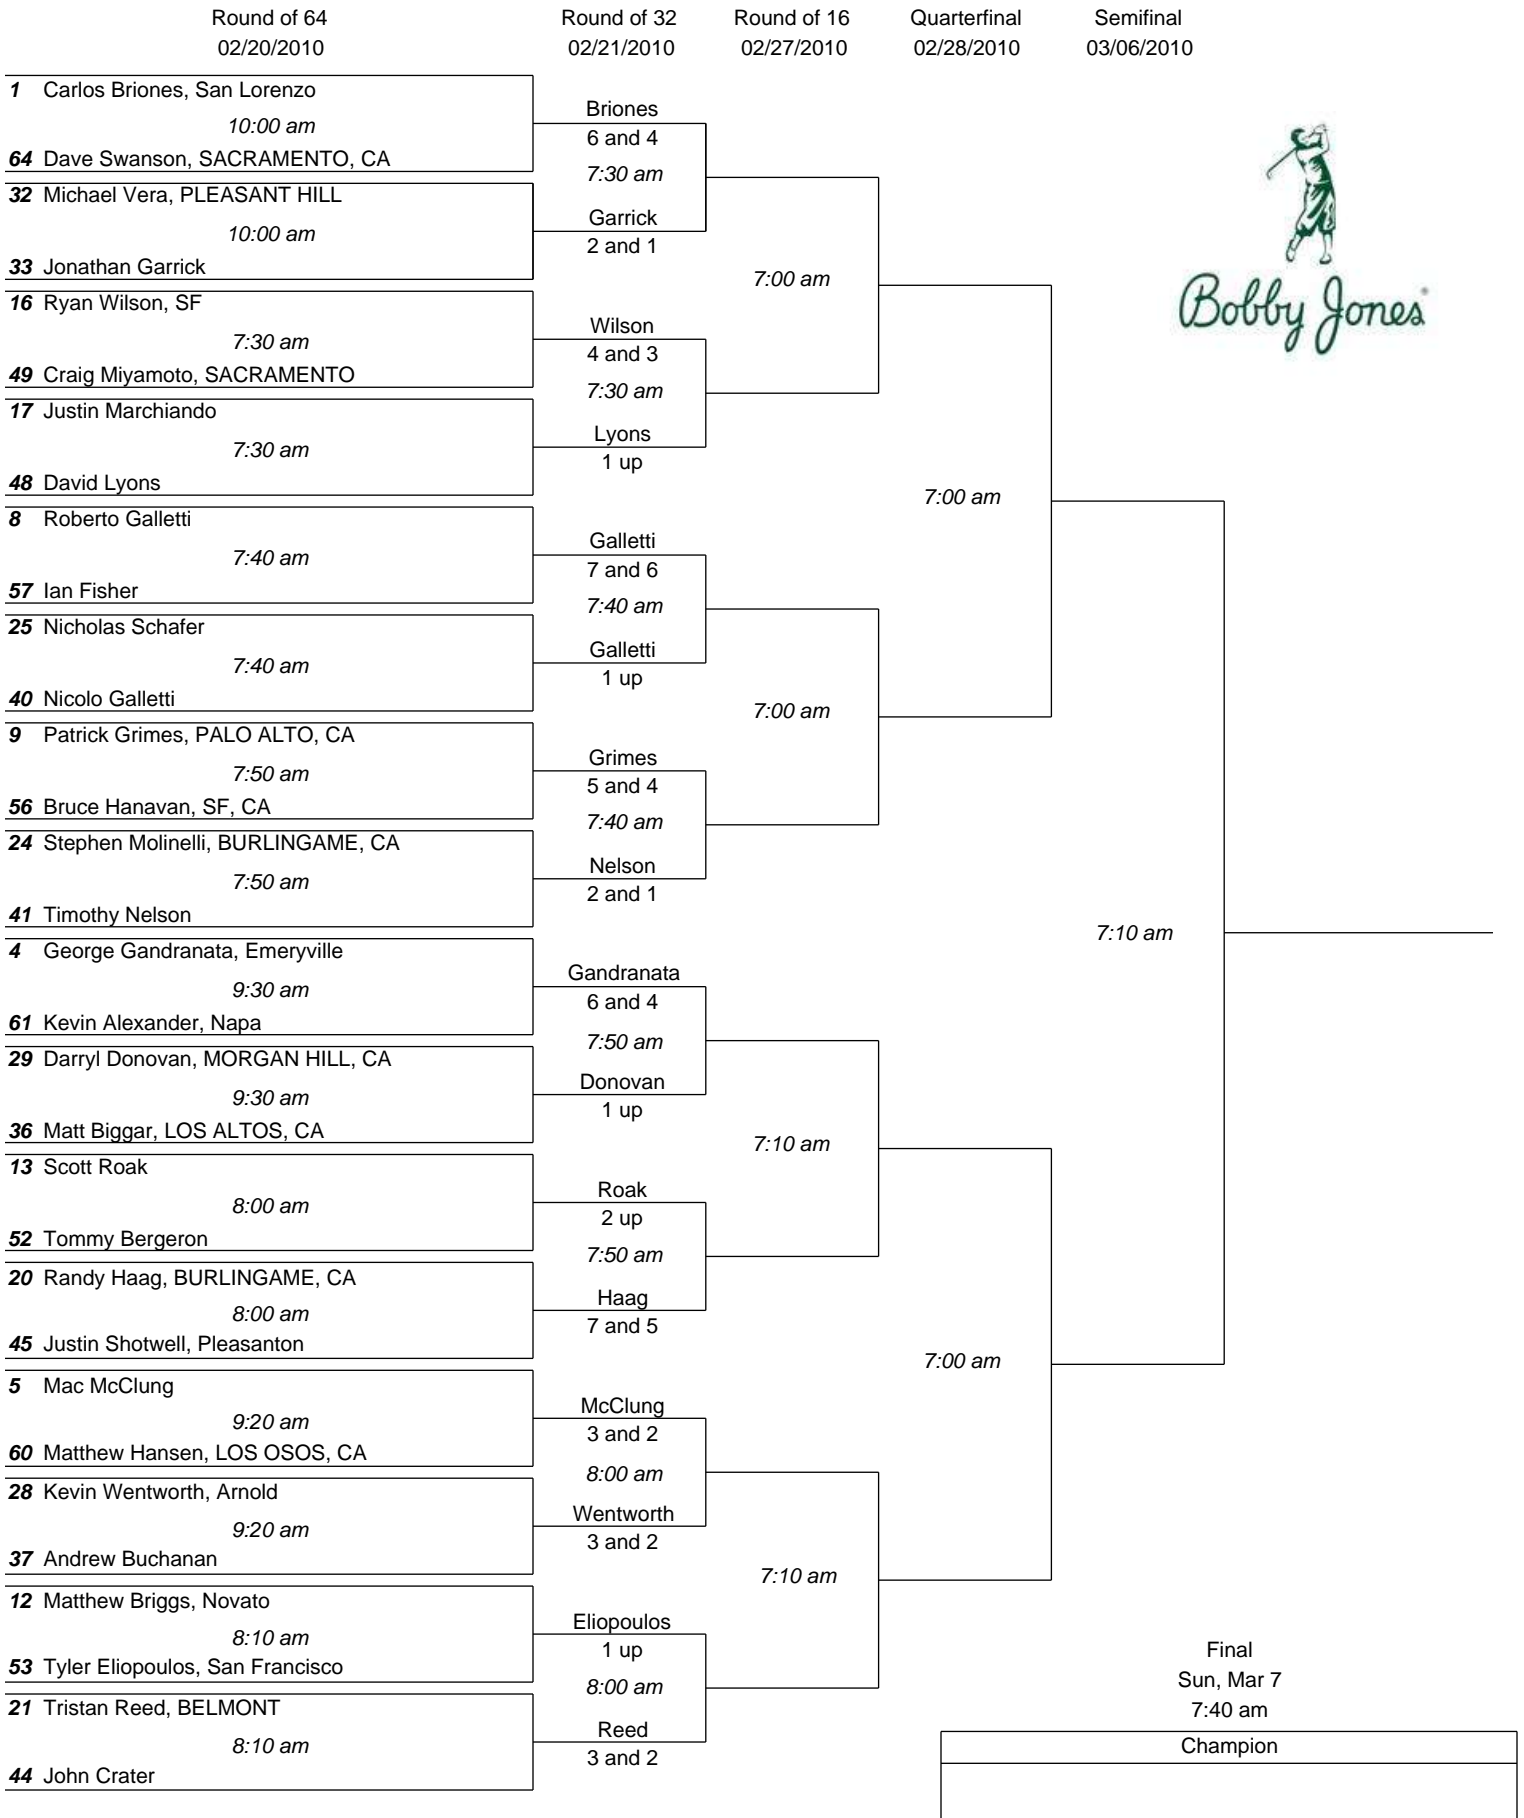 Round of 64 Round of 32 Round of 16 Quarterfinal Semifinal
02/20/2010 02/21/2010 02/27/2010 02/28/2010 03/06/2010
1 Carlos Briones, San Lorenzo
10:00 am
64 Dave Swanson, SACRAMENTO, CA
32 Michael Vera, PLEASANT HILL
10:00 am
33 Jonathan Garrick
16 Ryan Wilson, SF
7:30 am
49 Craig Miyamoto, SACRAMENTO
17 Justin Marchiando
7:30 am
48 David Lyons
8 Roberto Galletti
7:40 am
57 Ian Fisher
25 Nicholas Schafer
7:40 am
40 Nicolo Galletti
9 Patrick Grimes, PALO ALTO, CA
7:50 am
56 Bruce Hanavan, SF, CA
24 Stephen Molinelli, BURLINGAME, CA
7:50 am
41 Timothy Nelson
4 George Gandranata, Emeryville
9:30 am
61 Kevin Alexander, Napa
29 Darryl Donovan, MORGAN HILL, CA
9:30 am
36 Matt Biggar, LOS ALTOS, CA
13 Scott Roak
8:00 am
52 Tommy Bergeron
20 Randy Haag, BURLINGAME, CA
8:00 am
45 Justin Shotwell, Pleasanton
5 Mac McClung
9:20 am
60 Matthew Hansen, LOS OSOS, CA
28 Kevin Wentworth, Arnold
9:20 am
37 Andrew Buchanan
12 Matthew Briggs, Novato
8:10 am
53 Tyler Eliopoulos, San Francisco
21 Tristan Reed, BELMONT
8:10 am
44 John Crater
Briones
6 and 4
7:30 am
Garrick
2 and 1
Wilson
4 and 3
7:30 am
Lyons
1 up
Galletti
7 and 6
7:40 am
Galletti
1 up
Grimes
5 and 4
7:40 am
Nelson
2 and 1
Gandranata
6 and 4
7:50 am
Donovan
1 up
Roak
2 up
7:50 am
Haag
7 and 5
McClung
3 and 2
8:00 am
Wentworth
3 and 2
Eliopoulos
1 up
8:00 am
Reed
3 and 2
7:00 am
7:00 am
7:10 am
7:10 am
7:00 am
7:00 am
7:10 am
Bobby Jones®
Final
Sun, Mar 7
7:40 am
Champion